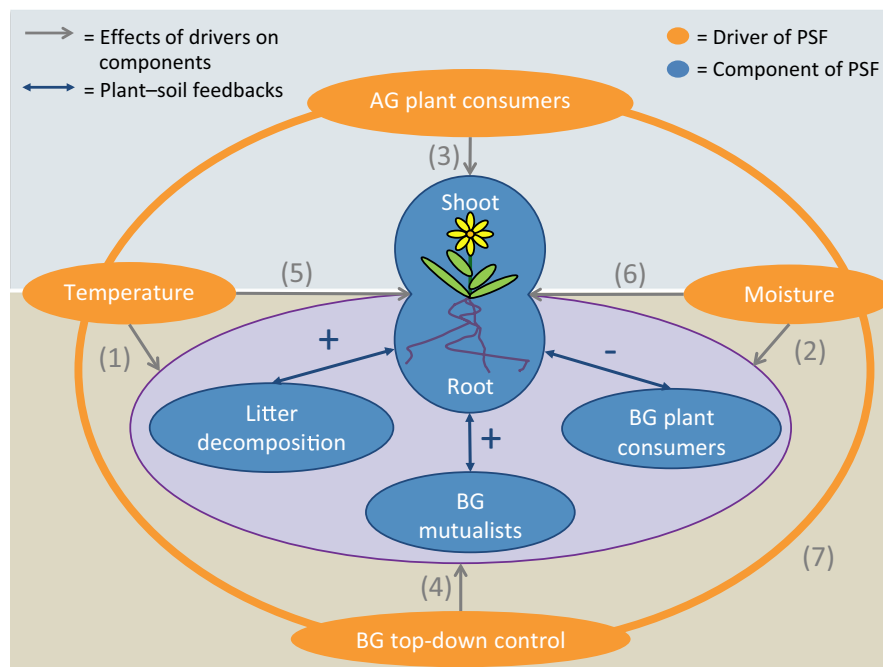 = Effects of drivers on
components
= Plant–soil feedbacks
= Driver of PSF
= Component of PSF
AG plant consumers
(3)
Shoot
Temperature
(5)
(6)
Moisture
(1)
(2)
+
-
Root
Litter
decomposition
BG plant
consumers
+
BG
mutualists
(7)
(4)
BG top-down control